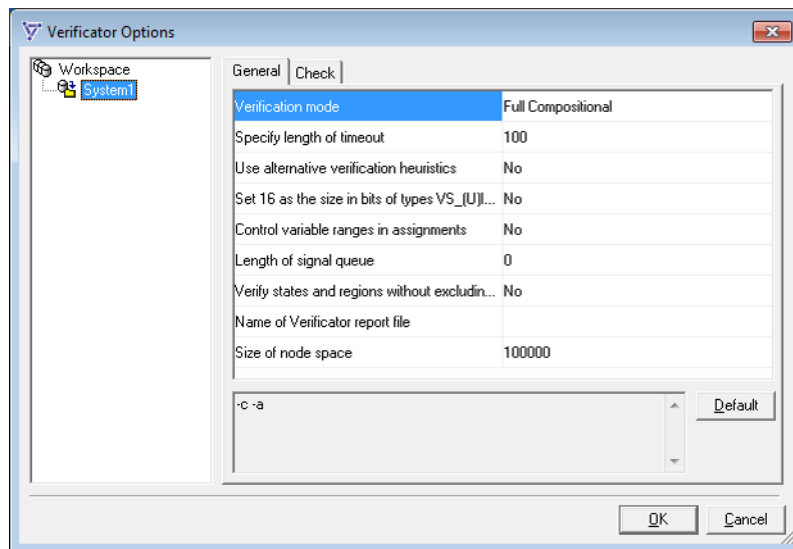 Verificator Options
Workspace
System1
General Check
Verification mode Full Compositional
Specify length of timeout 100
Use alternative verification heuristics No
Set 16 as the size in bits of types VS_(U)I... No
Control variable ranges in assignments No
Length of signal queue 0
Verify states and regions without excludin... No
Name of Verificator report file
Size of node space 100000
-c -a
Default
OK Cancel